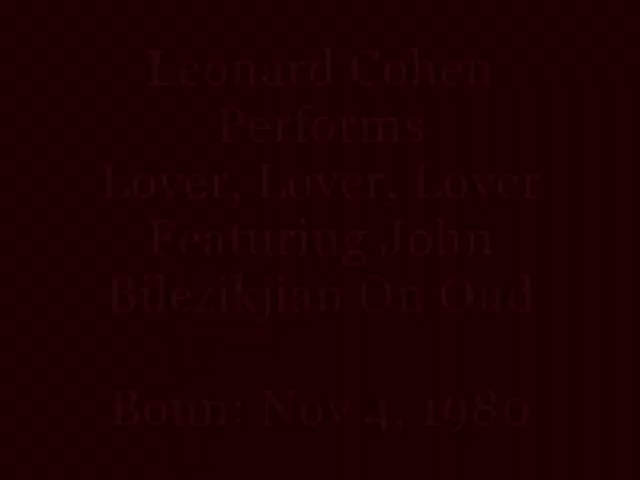 Leonard Cohen
Performs
Lover, Lover, Lover
Featuring John
Bilezikjian On Oud
Bonn: Nov 4, 1980